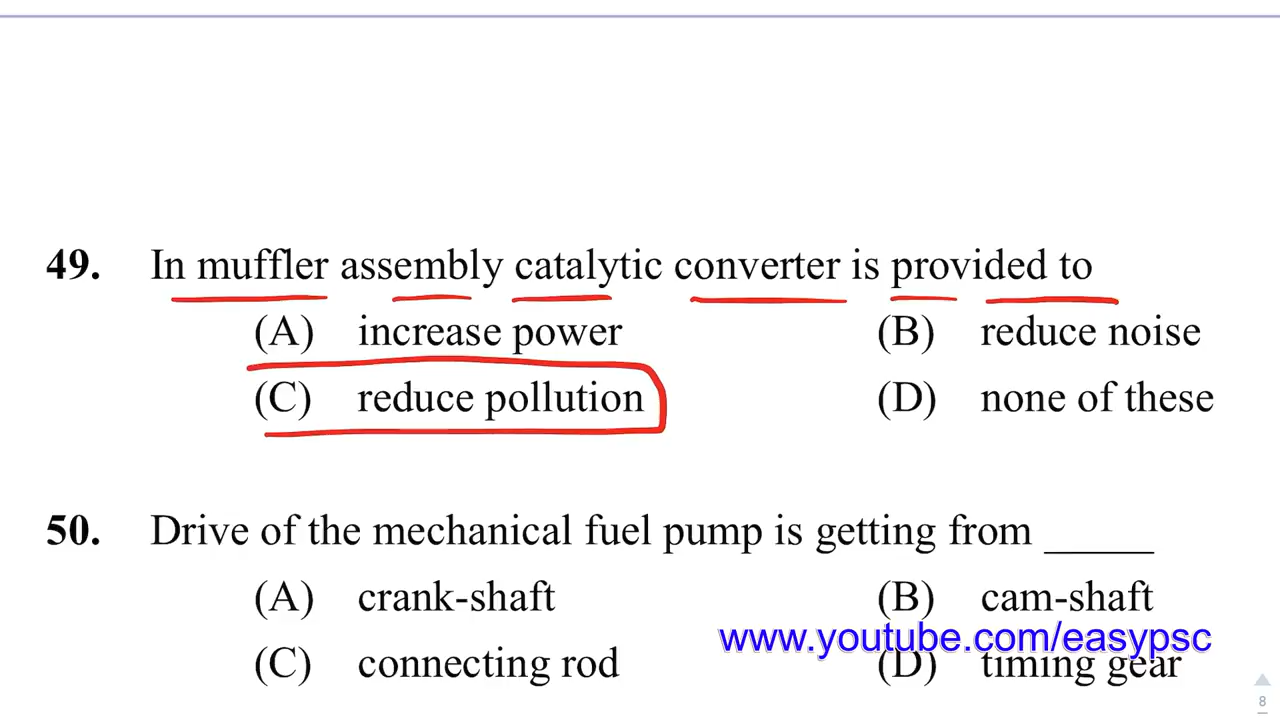 49. In muffler assembly catalytic converter is provided to
(A) increase power (B) reduce noise
(C) reduce pollution (D) none of these
50. Drive of the mechanical fuel pump is getting from _____
(A) crank-shaft (B) cam-shaft
www.youtube.com/easypsc
(C) connecting rod (D) timing gear
8